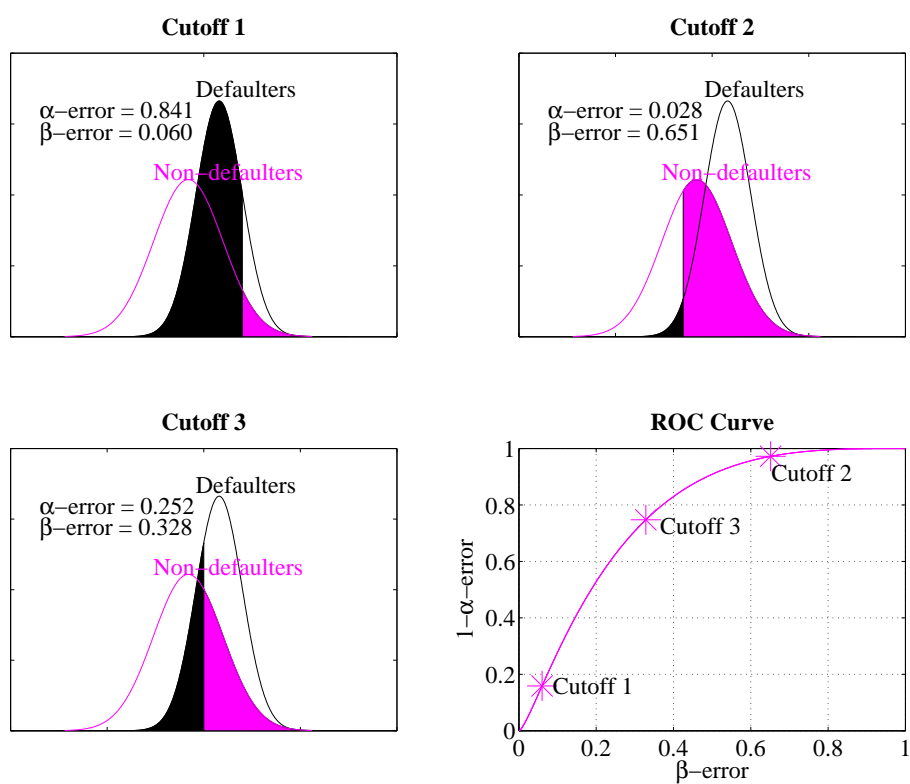 Cutoff 1
Defaulters
α−error = 0.841
β−error = 0.060
Non−defaulters
Cutoff 2
Defaulters
α−error = 0.028
β−error = 0.651
Non−defaulters
Cutoff 3
Defaulters
α−error = 0.252
β−error = 0.328
Non−defaulters
ROC Curve
1
0.8
0.6
0.4
0.2
0
1-α−error
Cutoff 2
Cutoff 3
Cutoff 1
0 0.2 0.4 0.6 0.8 1
β−error